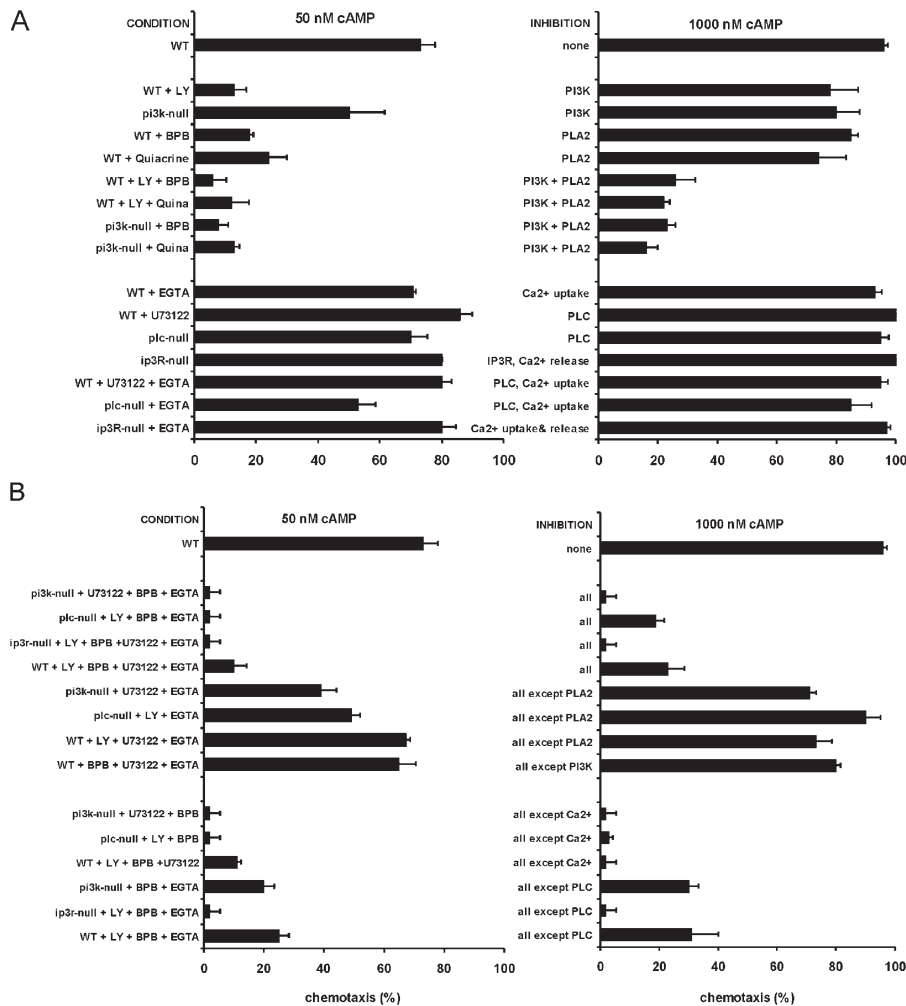 A
CONDITION 50 nM cAMP INHIBITION 1000 nM cAMP
WT none
WT + LY PI3K
pi3k-null PI3K
WT + BPB PLA2
WT + Quiacrine PLA2
WT + LY + BPB PI3K + PLA2
WT + LY + Quina PI3K + PLA2
pi3k-null + BPB PI3K + PLA2
pi3k-null + Quina PI3K + PLA2
WT + EGTA Ca2+ uptake
WT + U73122 PLC
plc-null PLC
ip3R-null IP3R, Ca2+ release
WT + U73122 + EGTA PLC, Ca2+ uptake
plc-null + EGTA PLC, Ca2+ uptake
ip3R-null + EGTA Ca2+ uptake& release
0 20 40 60 80 100 0 20 40 60 80 100
B
CONDITION 50 nM cAMP INHIBITION 1000 nM cAMP
WT none
pi3k-null + U73122 + BPB + EGTA all
plc-null + LY + BPB + EGTA all
ip3r-null + LY + BPB +U73122 + EGTA all
WT + LY + BPB + U73122 + EGTA all
pi3k-null + U73122 + EGTA all except PLA2
plc-null + LY + EGTA all except PLA2
WT + LY + U73122 + EGTA all except PLA2
WT + BPB + U73122 + EGTA all except PI3K
pi3k-null + U73122 + BPB all except Ca2+
plc-null + LY + BPB all except Ca2+
WT + LY + BPB +U73122 all except Ca2+
pi3k-null + BPB + EGTA all except PLC
ip3r-null + LY + BPB + EGTA all except PLC
WT + LY + BPB + EGTA all except PLC
0 20 40 60 80 100 0 20 40 60 80 100
chemotaxis (%) chemotaxis (%)